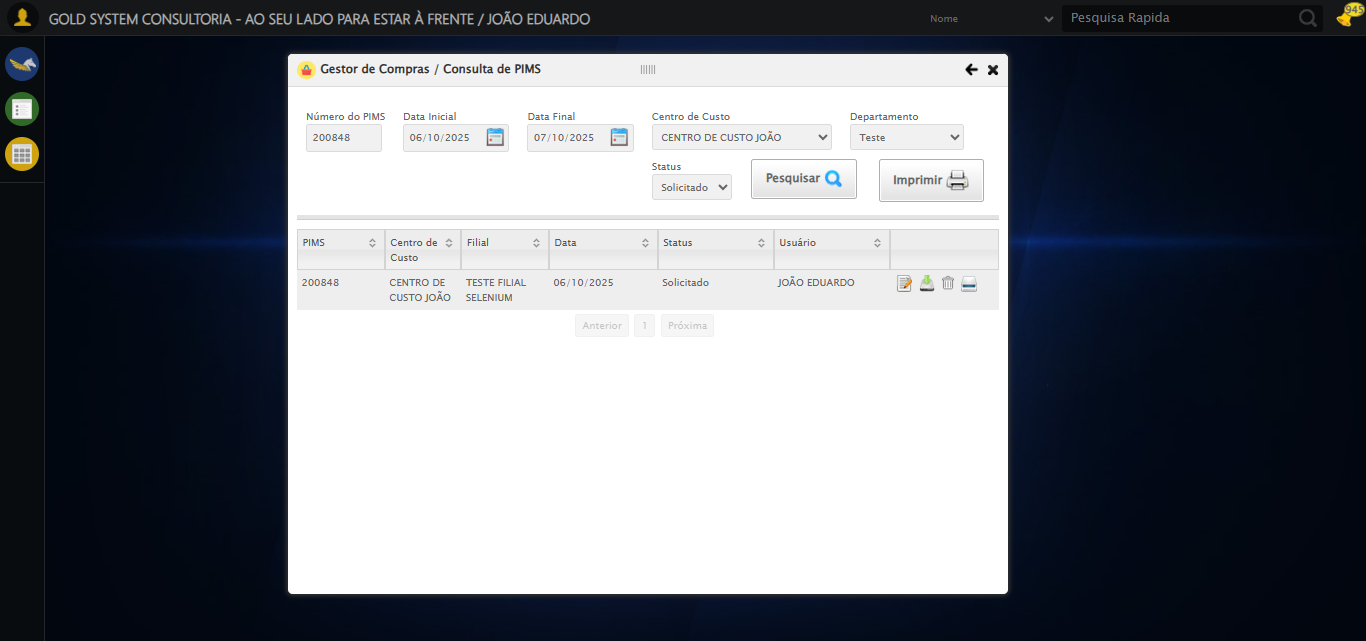 GOLD SYSTEM CONSULTORIA - AO SEU LADO PARA ESTAR À FRENTE / JOÃO EDUARDO
Nome
Pesquisa Rapida
945
Gestor de Compras / Consulta de PIMS
Número do PIMS
Data Inicial
Data Final
Centro de Custo
Departamento
200848
06/10/2025
07/10/2025
CENTRO DE CUSTO JOÃO
Teste
Status
Solicitado
Pesquisar
Imprimir
PIMS
Centro de
Custo
Filial
Data
Status
Usuário
200848
CENTRO DE
CUSTO JOÃO
TESTE FILIAL
SELENIUM
06/10/2025
Solicitado
JOÃO EDUARDO
Anterior
1
Próxima